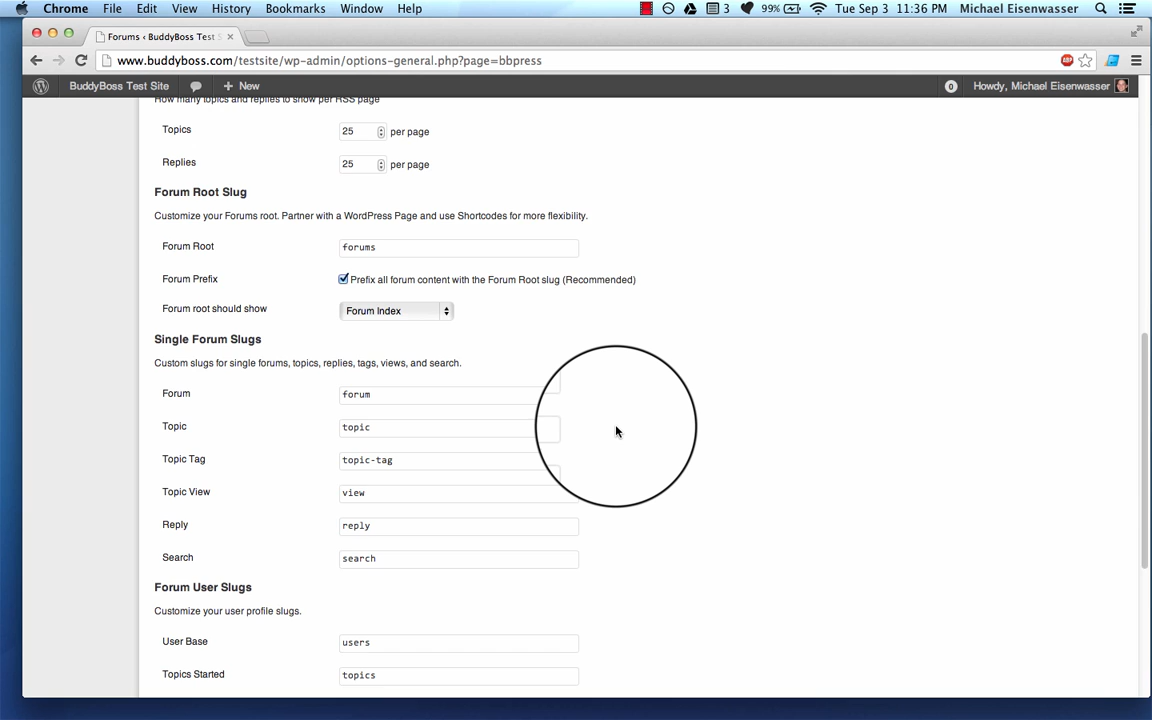 Chrome File Edit View History Bookmarks Window Help 3 99% Tue Sep 3 11:36 PM Michael Eisenwasser
Forums ‹ BuddyBoss Test S
www.buddyboss.com/testsite/wp-admin/options-general.php?page=bbpress
ABP
BuddyBoss Test Site + New 0 Howdy, Michael Eisenwasser
How many topics and replies to show per RSS page
Topics 25 per page
Replies 25 per page
Forum Root Slug
Customize your Forums root. Partner with a WordPress Page and use Shortcodes for more flexibility.
Forum Root forums
Forum Prefix Prefix all forum content with the Forum Root slug (Recommended)
Forum root should show Forum Index
Single Forum Slugs
Custom slugs for single forums, topics, replies, tags, views, and search.
Forum forum
Topic topic
Topic Tag topic-tag
Topic View view
Reply reply
Search search
Forum User Slugs
Customize your user profile slugs.
User Base users
Topics Started topics